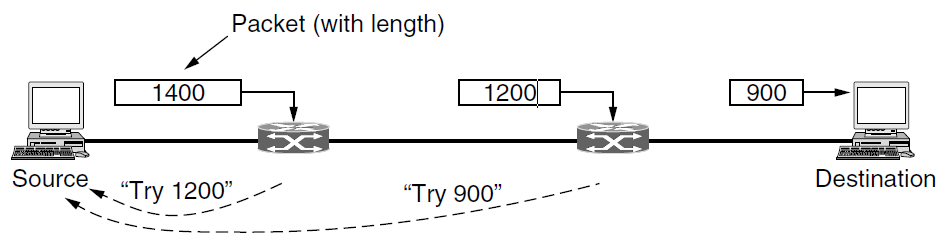 Packet (with length)
1400
1200
900
Source
“Try 1200”
“Try 900”
Destination